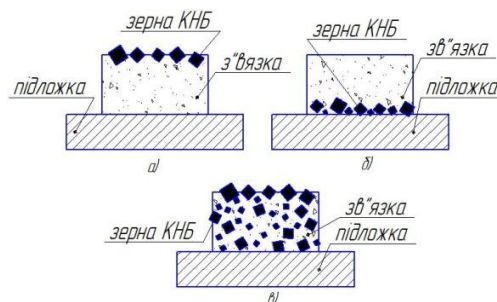 зерна КНБ
з"вязка
підложка
а)
зерна КНБ
зв"язка
підложка
б)
зерна КНБ
зв"язка
підложка
в)